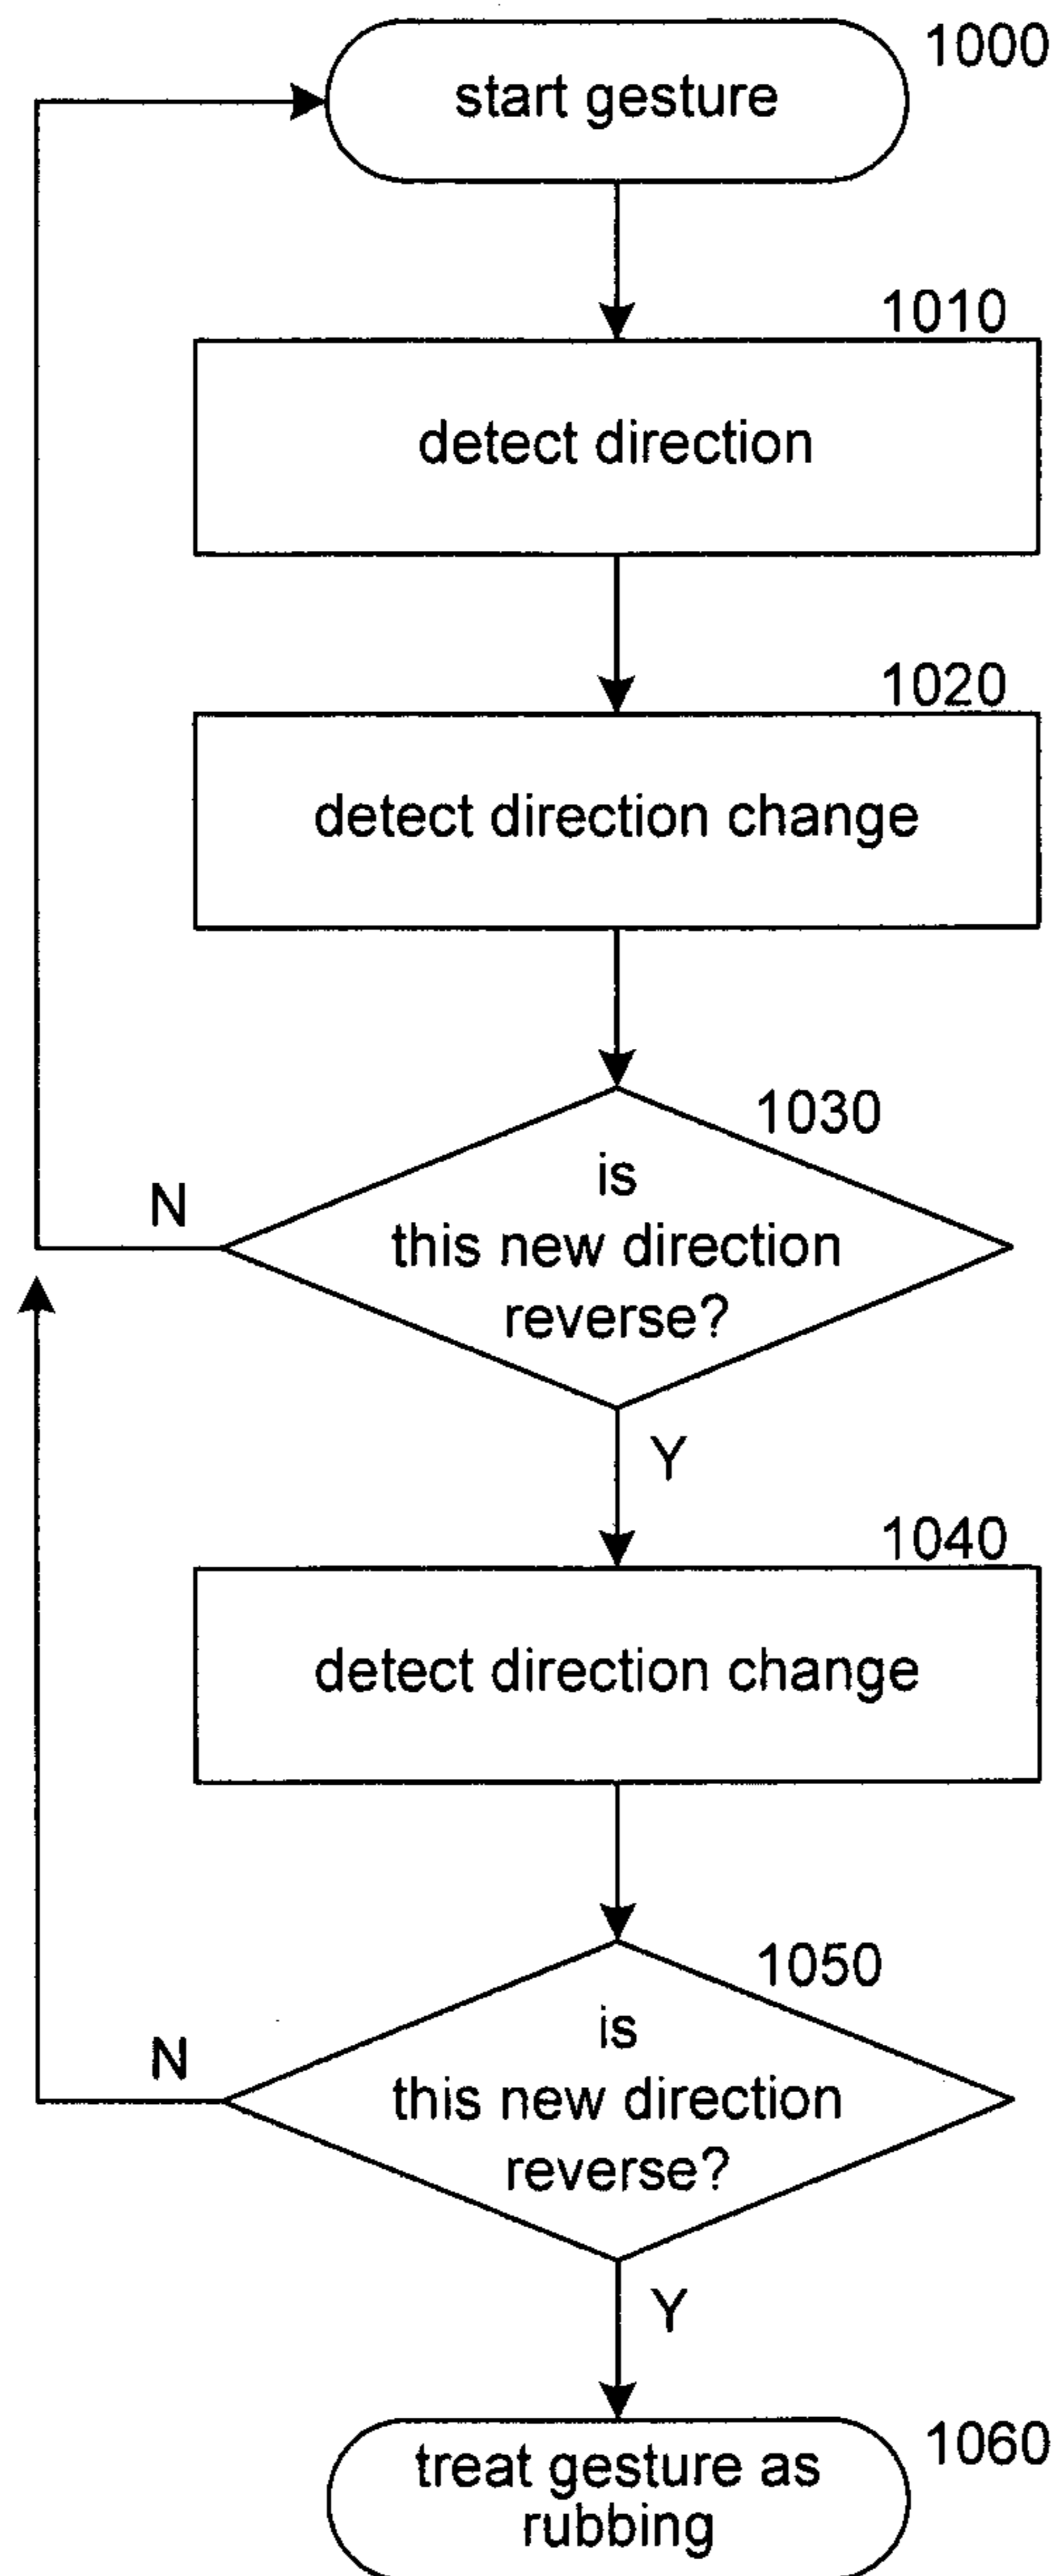 1000
start gesture
1010
detect direction
1020
detect direction change
1030
is
this new direction
reverse?
N
Y
1040
detect direction change
1050
is
this new direction
reverse?
N
Y
1060
treat gesture as
rubbing